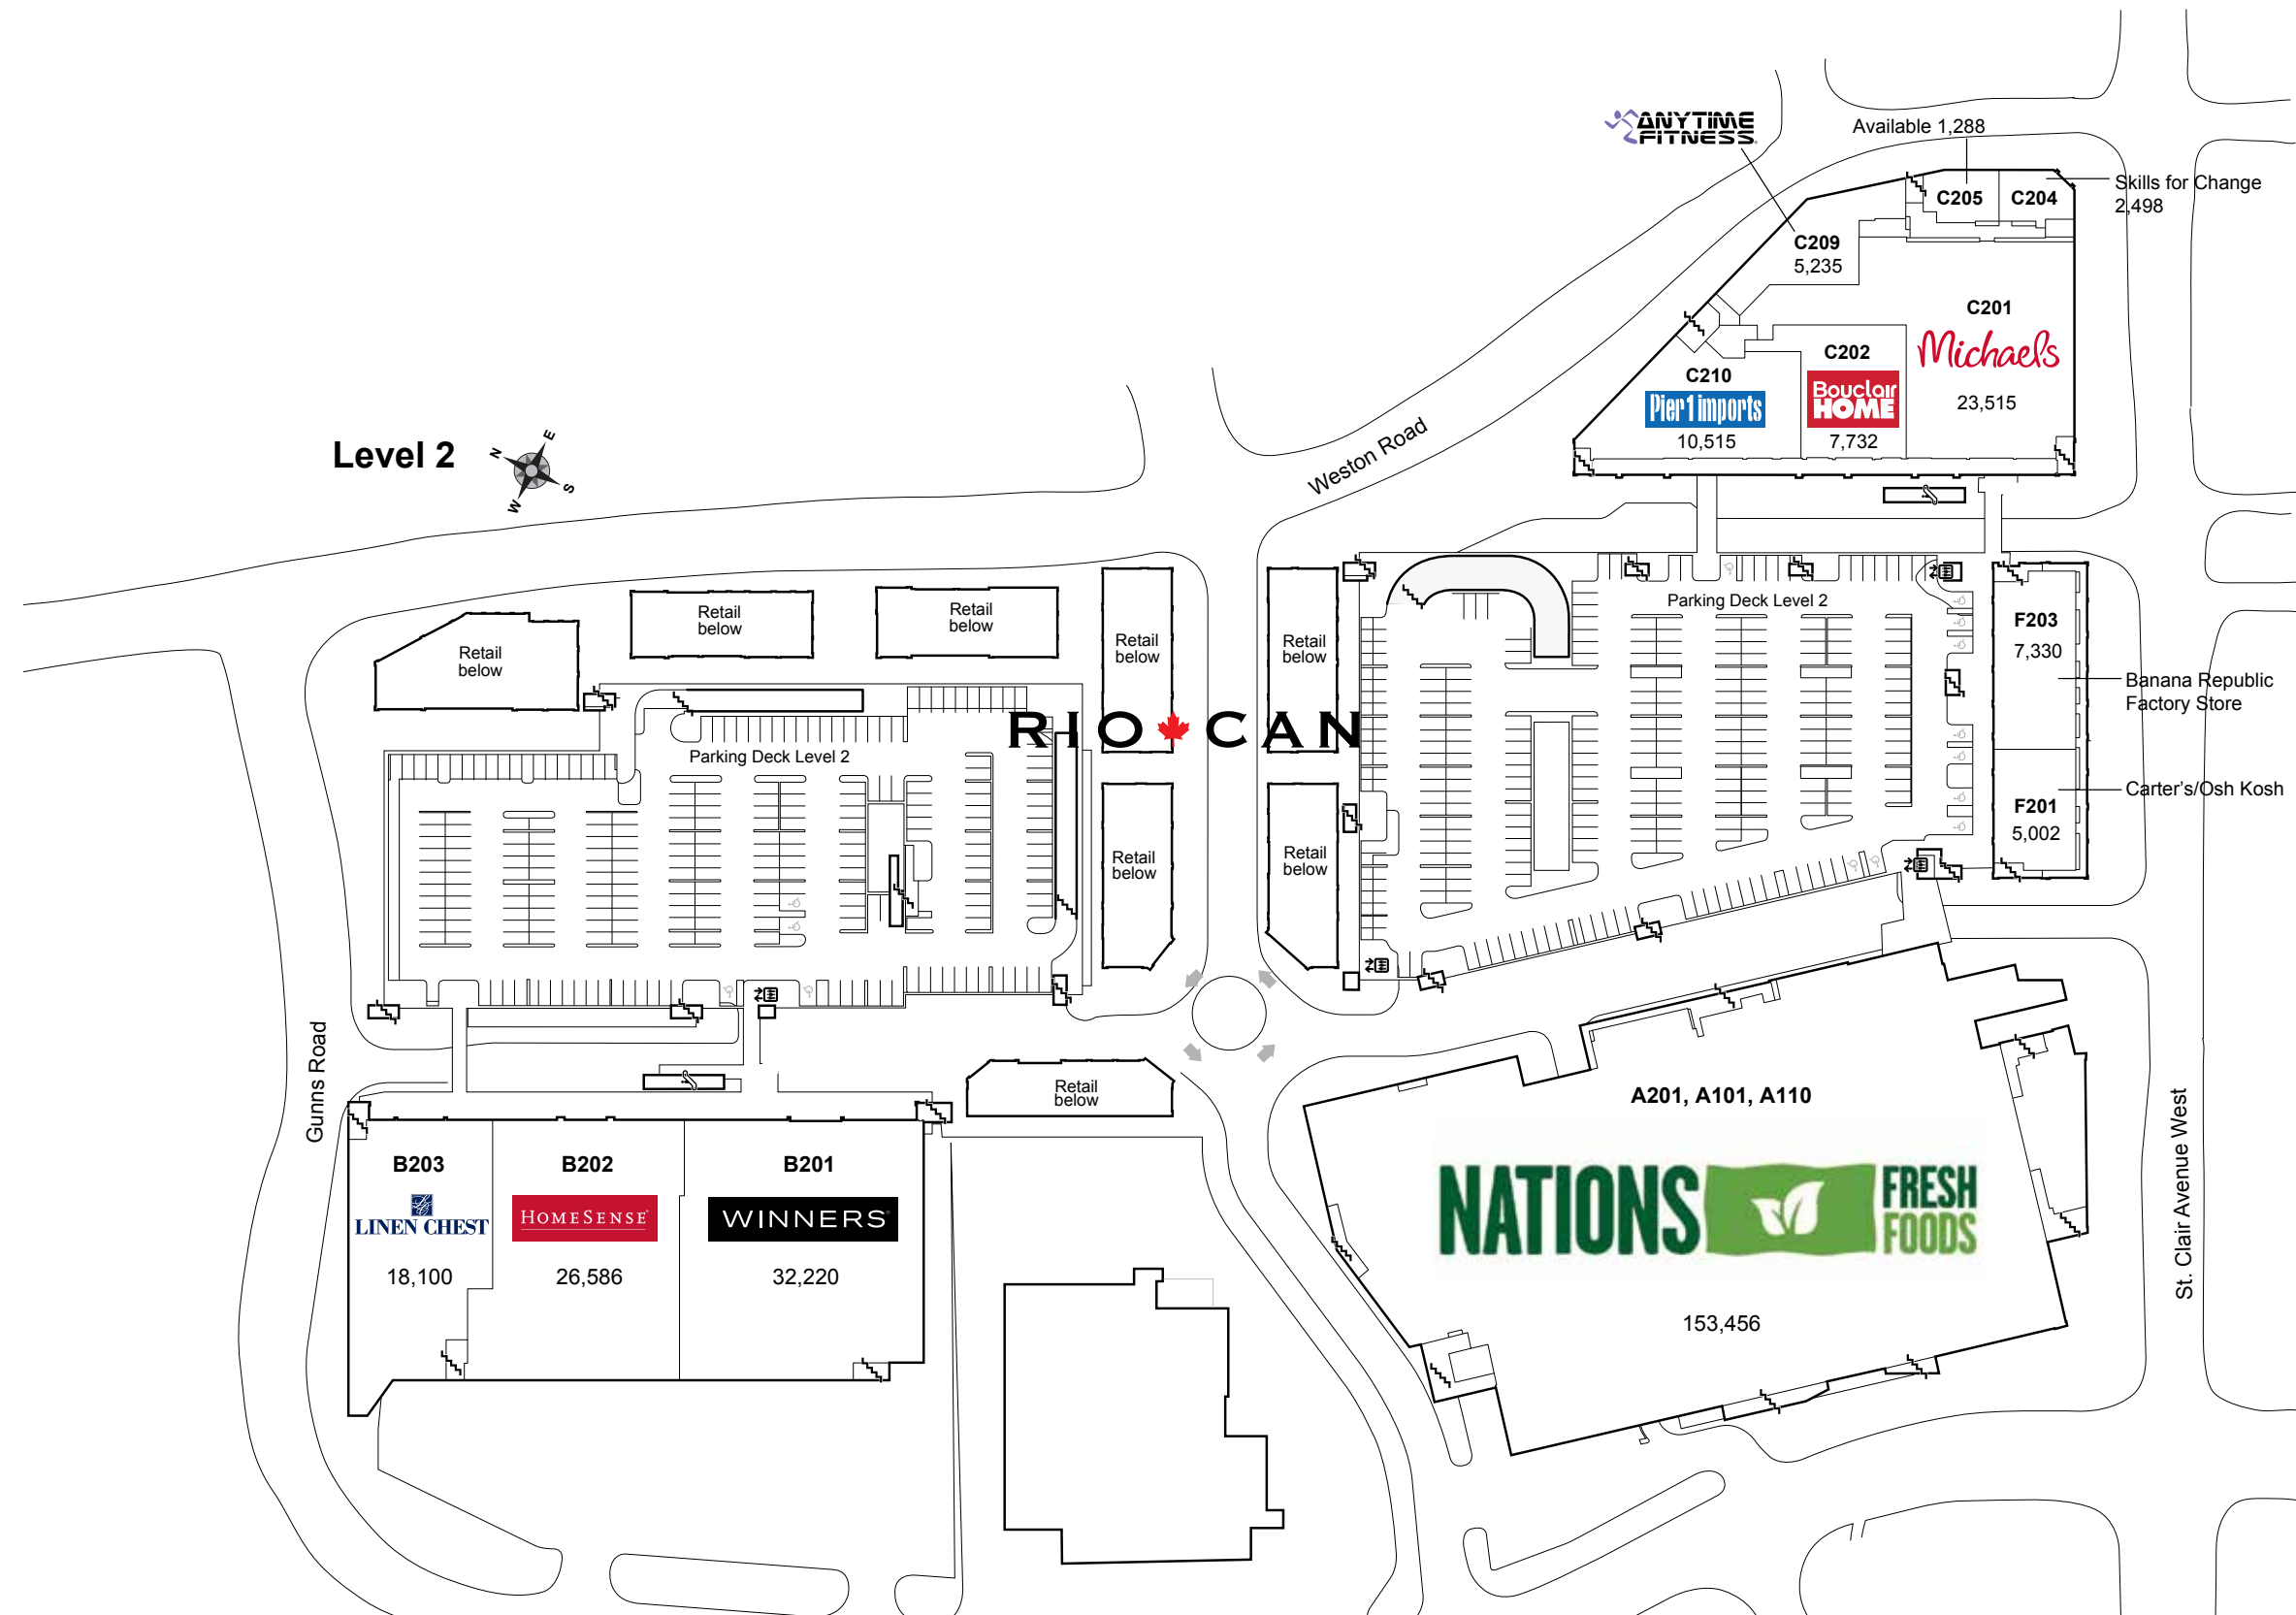 ANYTIME
FITNESS
Available 1,288
C205
C204
Skills for Change
2,498
C209
5,235
C201
Michaels
23,515
C202
Bouclair
HOME
7,732
C210
Pier 1 imports
10,515
Level 2
N
E
S
W
Weston Road
Retail
below
Retail
below
Retail
below
Retail
below
Retail
below
Parking Deck Level 2
F203
7,330
Banana Republic
Factory Store
RIO CAN
Parking Deck Level 2
Carter's/Osh Kosh
F201
5,002
Retail
below
Retail
below
Gunns Road
Retail
below
A201, A101, A110
St. Clair Avenue West
B203
LINEN CHEST
18,100
B202
HOMESENSE
26,586
B201
WINNERS
32,220
NATIONS
FRESH
FOODS
153,456